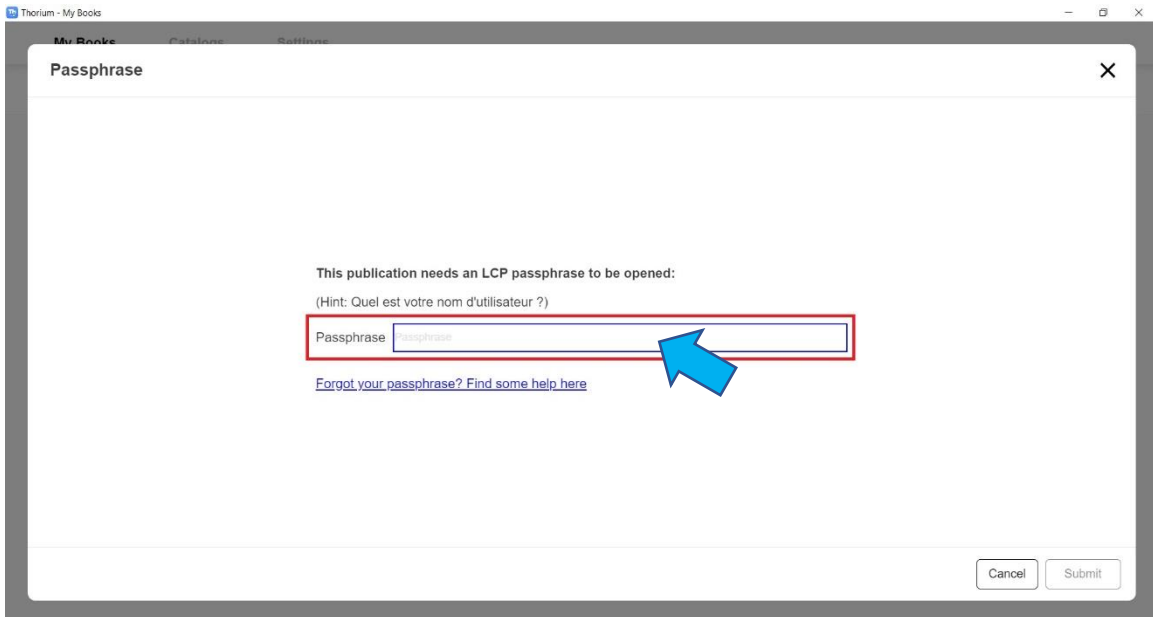 Th Thorium - My Books
My Books Catalogs Settings
Passphrase
This publication needs an LCP passphrase to be opened:
(Hint: Quel est votre nom d'utilisateur ?)
Passphrase Passphrase
Forgot your passphrase? Find some help here
Cancel Submit